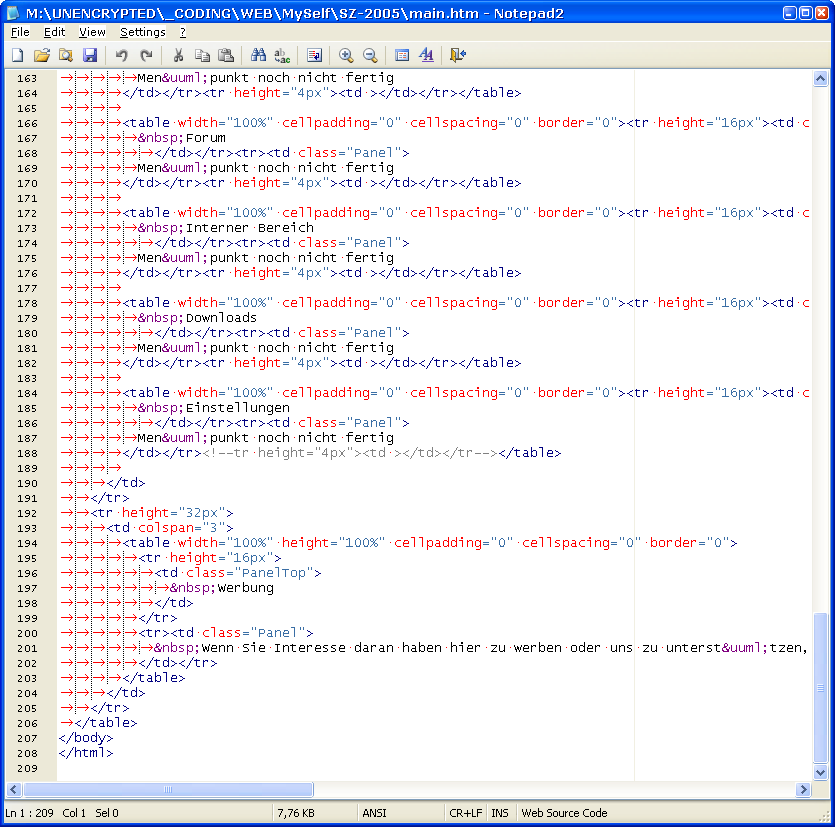 M:\UNENCRYPTED\_CODING\WEB\MySelf\SZ-2005\main.htm - Notepad2
File Edit View Settings ?
163 Men&uuml;punkt noch nicht fertig
164 </td></tr><tr height="4px"><td ></td></tr></table>
165
166 <table width="100%" cellpadding="0" cellspacing="0" border="0"><tr height="16px"><td c
167 &nbsp;Forum
168 </td></tr><tr><td class="Panel">
169 Men&uuml;punkt noch nicht fertig
170 </td></tr><tr height="4px"><td ></td></tr></table>
171
172 <table width="100%" cellpadding="0" cellspacing="0" border="0"><tr height="16px"><td c
173 &nbsp;Interner Bereich
174 </td></tr><tr><td class="Panel">
175 Men&uuml;punkt noch nicht fertig
176 </td></tr><tr height="4px"><td ></td></tr></table>
177
178 <table width="100%" cellpadding="0" cellspacing="0" border="0"><tr height="16px"><td c
179 &nbsp;Downloads
180 </td></tr><tr><td class="Panel">
181 Men&uuml;punkt noch nicht fertig
182 </td></tr><tr height="4px"><td ></td></tr></table>
183
184 <table width="100%" cellpadding="0" cellspacing="0" border="0"><tr height="16px"><td c
185 &nbsp;Einstellungen
186 </td></tr><tr><td class="Panel">
187 Men&uuml;punkt noch nicht fertig
188 </td></tr><!--tr height="4px"><td ></td></tr--></table>
189
190 </td>
191 </tr>
192 <tr height="32px">
193 <td colspan="3">
194 <table width="100%" height="100%" cellpadding="0" cellspacing="0" border="0">
195 <tr height="16px">
196 <td class="PanelTop">
197 &nbsp;Werbung
198 </td>
199 </tr>
200 <tr><td class="Panel">
201 &nbsp;Wenn Sie Interesse daran haben hier zu werben oder uns zu unterst&uuml;tzen,
202 </td></tr>
203 </table>
204 </td>
205 </tr>
206 </table>
207 </body>
208 </html>
209
Ln 1 : 209 Col 1 Sel 0 7,76 KB ANSI CR+LF INS Web Source Code